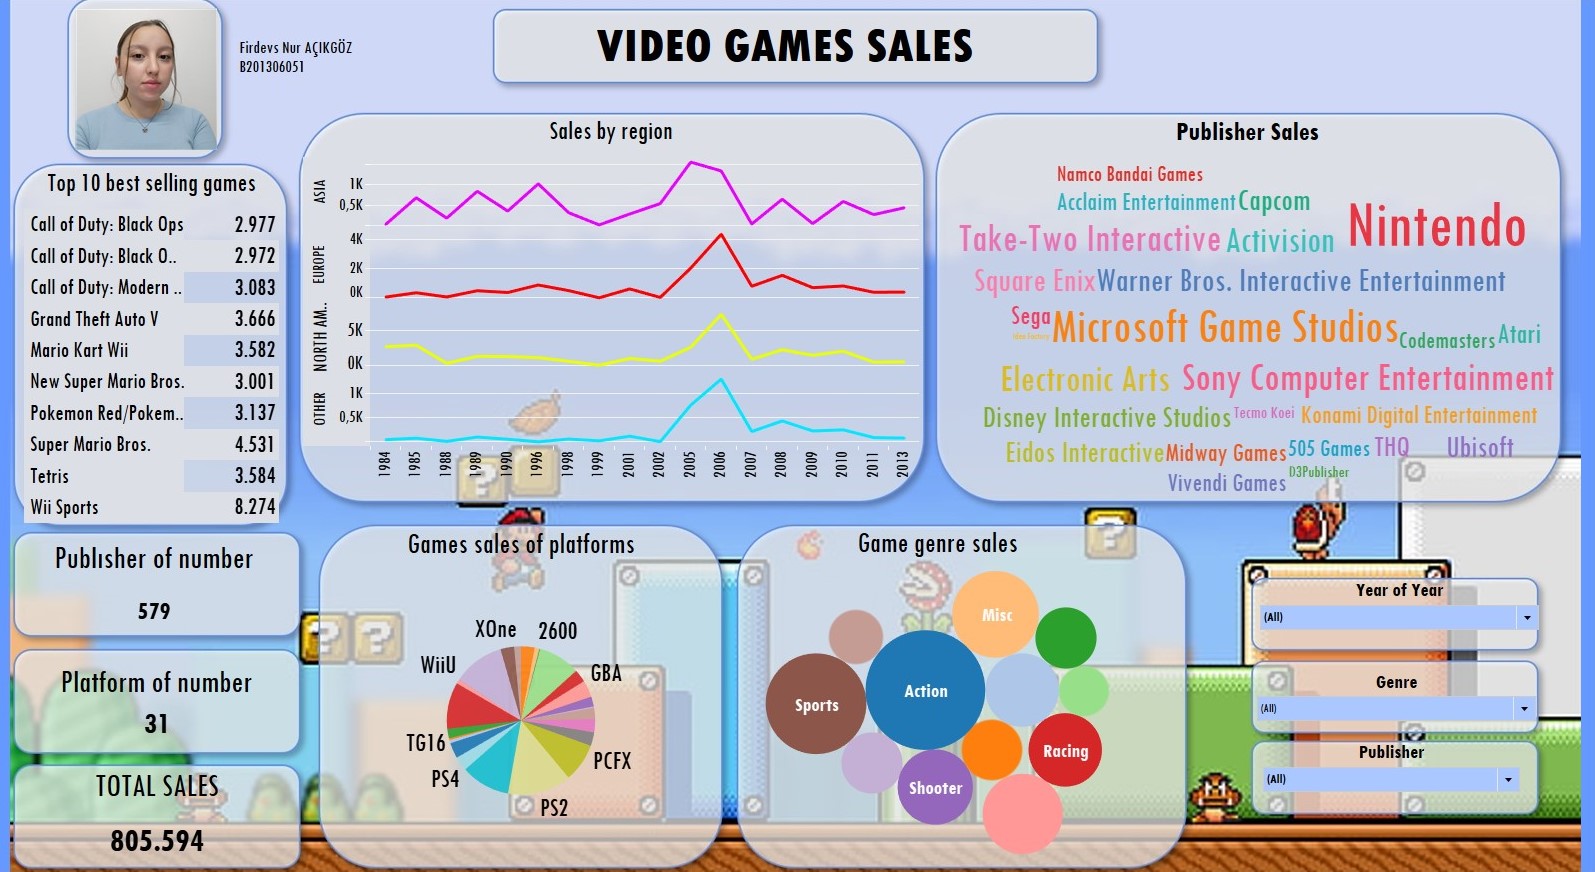 Firdevs Nur AÇIKGÖZ
B201306051
VIDEO GAMES SALES
Top 10 best selling games
Call of Duty: Black Ops 2.977
Call of Duty: Black O.. 2.972
Call of Duty: Modern .. 3.083
Grand Theft Auto V 3.666
Mario Kart Wii 3.582
New Super Mario Bros. 3.001
Pokemon Red/Pokem.. 3.137
Super Mario Bros. 4.531
Tetris 3.584
Wii Sports 8.274
Sales by region
ASIA
1K
0,5K
EUROPE
4K
2K
0K
NORTH AM..
5K
0K
OTHER
1K
0,5K
1984 1985 1988 1989 1990 1996 1998 1999 2001 2002 2005 2006 2007 2008 2009 2010 2011 2013
Publisher Sales
Namco Bandai Games
Acclaim Entertainment Capcom
Nintendo
Take-Two Interactive Activision
Square Enix Warner Bros. Interactive Entertainment
Sega Microsoft Game Studios Codemasters Atari
Electronic Arts Sony Computer Entertainment
Disney Interactive Studios Tecmo Koei Konami Digital Entertainment
Eidos Interactive Midway Games 505 Games THQ Ubisoft
D3Publisher
Vivendi Games
Publısher of number
579
Platform of number
31
TOTAL SALES
805.594
Games sales of platforms
XOne 2600
WiiU GBA
TG16 PCFX
PS4
PS2
Game genre sales
Misc
Action
Sports
Racing
Shooter
Year of Year
(All)
Genre
(All)
Publisher
(All)